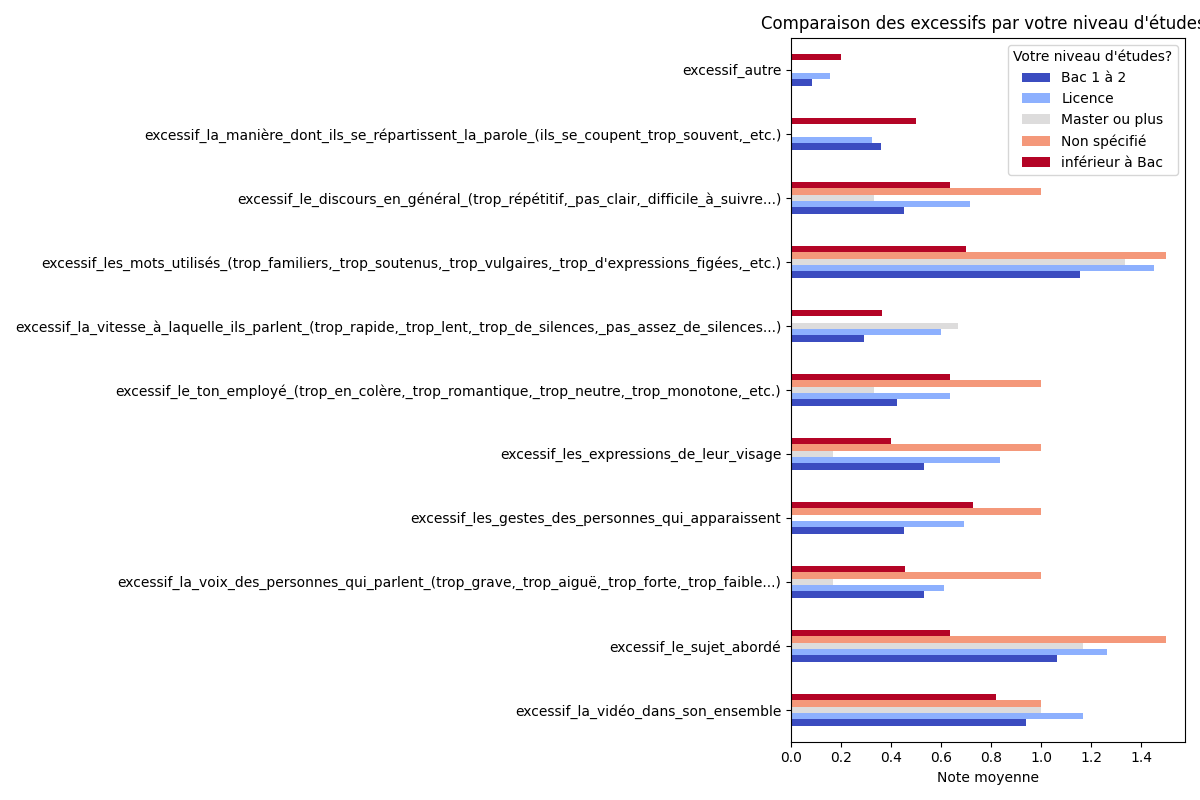 Comparaison des excessifs par votre niveau d'études
Votre niveau d'études?
Bac 1 à 2
Licence
Master ou plus
Non spécifié
inférieur à Bac
excessif_autre
excessif_la_manière_dont_ils_se_répartissent_la_parole_(ils_se_coupent_trop_souvent,_etc.)
excessif_le_discours_en_général_(trop_répétitif,_pas_clair,_difficile_à_suivre...)
excessif_les_mots_utilisés_(trop_familiers,_trop_soutenus,_trop_vulgaires,_trop_d'expressions_figées,_etc.)
excessif_la_vitesse_à_laquelle_ils_parlent_(trop_rapide,_trop_lent,_trop_de_silences,_pas_assez_de_silences...)
excessif_le_ton_employé_(trop_en_colère,_trop_romantique,_trop_neutre,_trop_monotone,_etc.)
excessif_les_expressions_de_leur_visage
excessif_les_gestes_des_personnes_qui_apparaissent
excessif_la_voix_des_personnes_qui_parlent_(trop_grave,_trop_aiguë,_trop_forte,_trop_faible...)
excessif_le_sujet_abordé
excessif_la_vidéo_dans_son_ensemble
0.0 0.2 0.4 0.6 0.8 1.0 1.2 1.4
Note moyenne